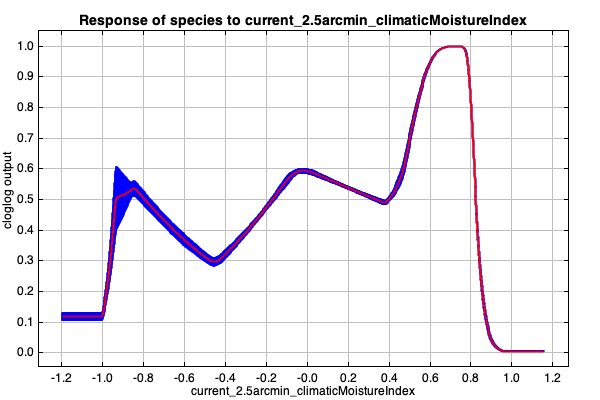 Response of species to current_2.5arcmin_climaticMoistureIndex
1.0
0.9
0.8
0.7
0.6
0.5
0.4
0.3
0.2
0.1
0.0
cloglog output
-1.2 -1.0 -0.8 -0.6 -0.4 -0.2 -0.0 0.2 0.4 0.6 0.8 1.0 1.2
current_2.5arcmin_climaticMoistureIndex